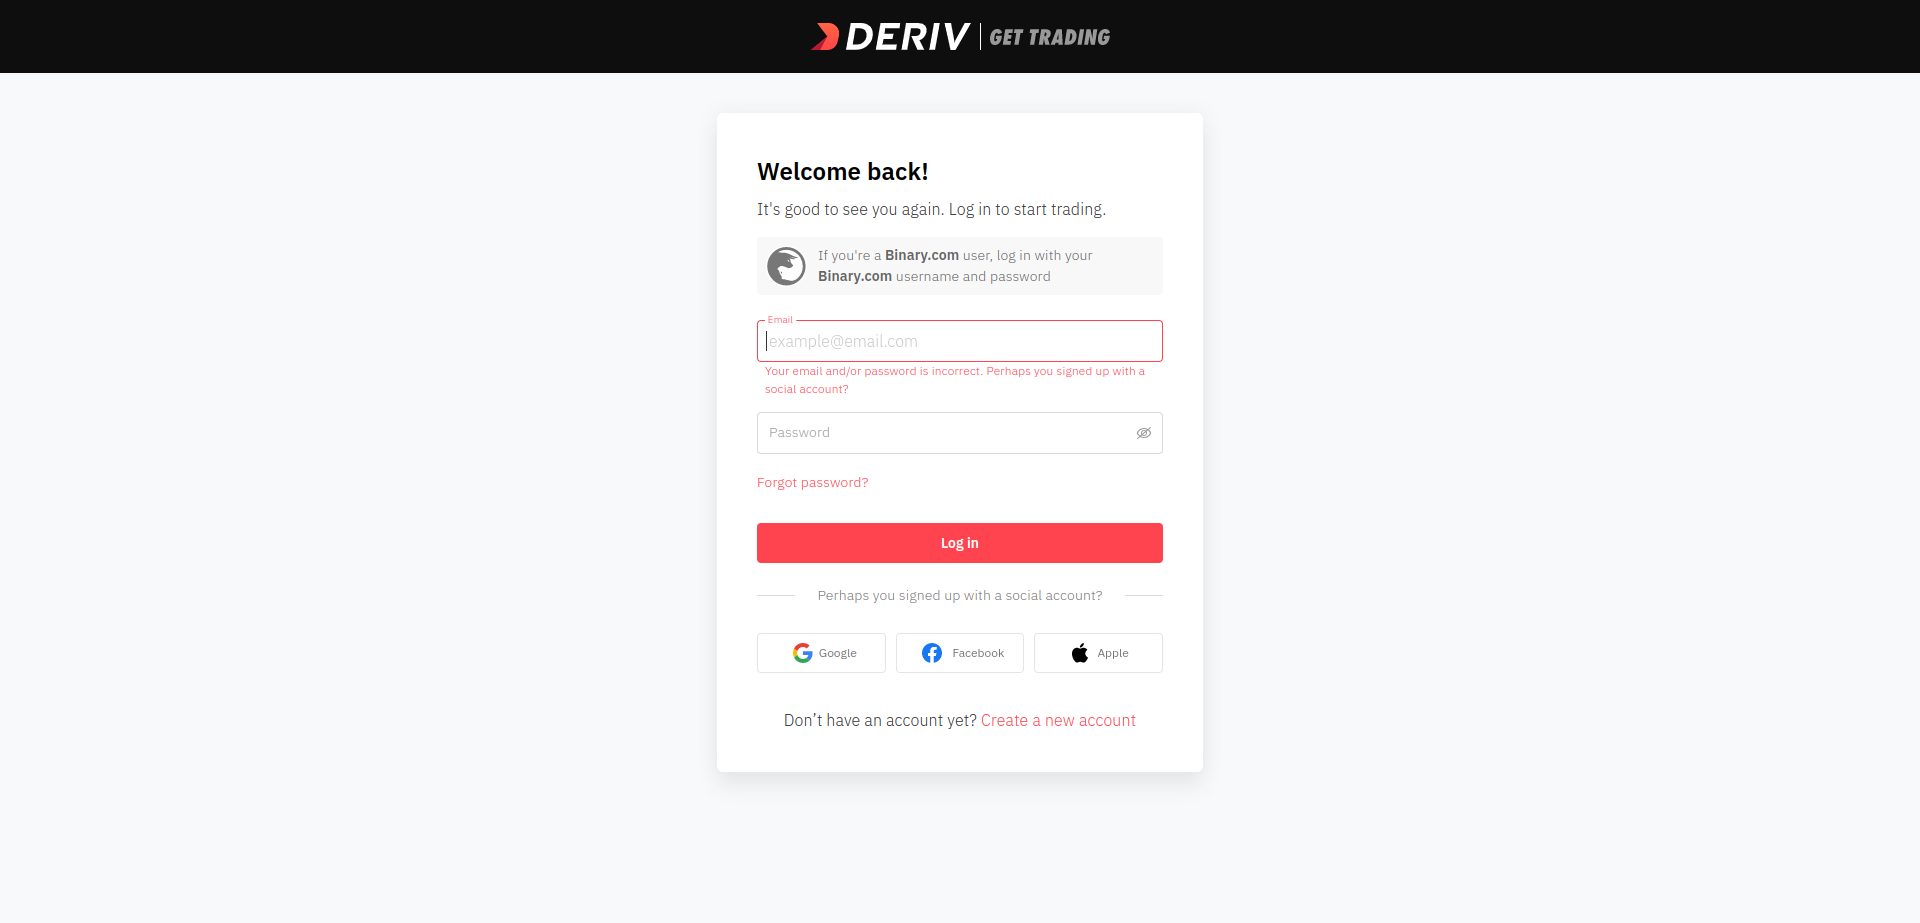 DERIV | GET TRADING
Welcome back!
It's good to see you again. Log in to start trading.
If you're a Binary.com user, log in with your
Binary.com username and password
Email
example@email.com
Your email and/or password is incorrect. Perhaps you signed up with a
social account?
Password
Forgot password?
Log in
Perhaps you signed up with a social account?
Google
Facebook
Apple
Don’t have an account yet? Create a new account